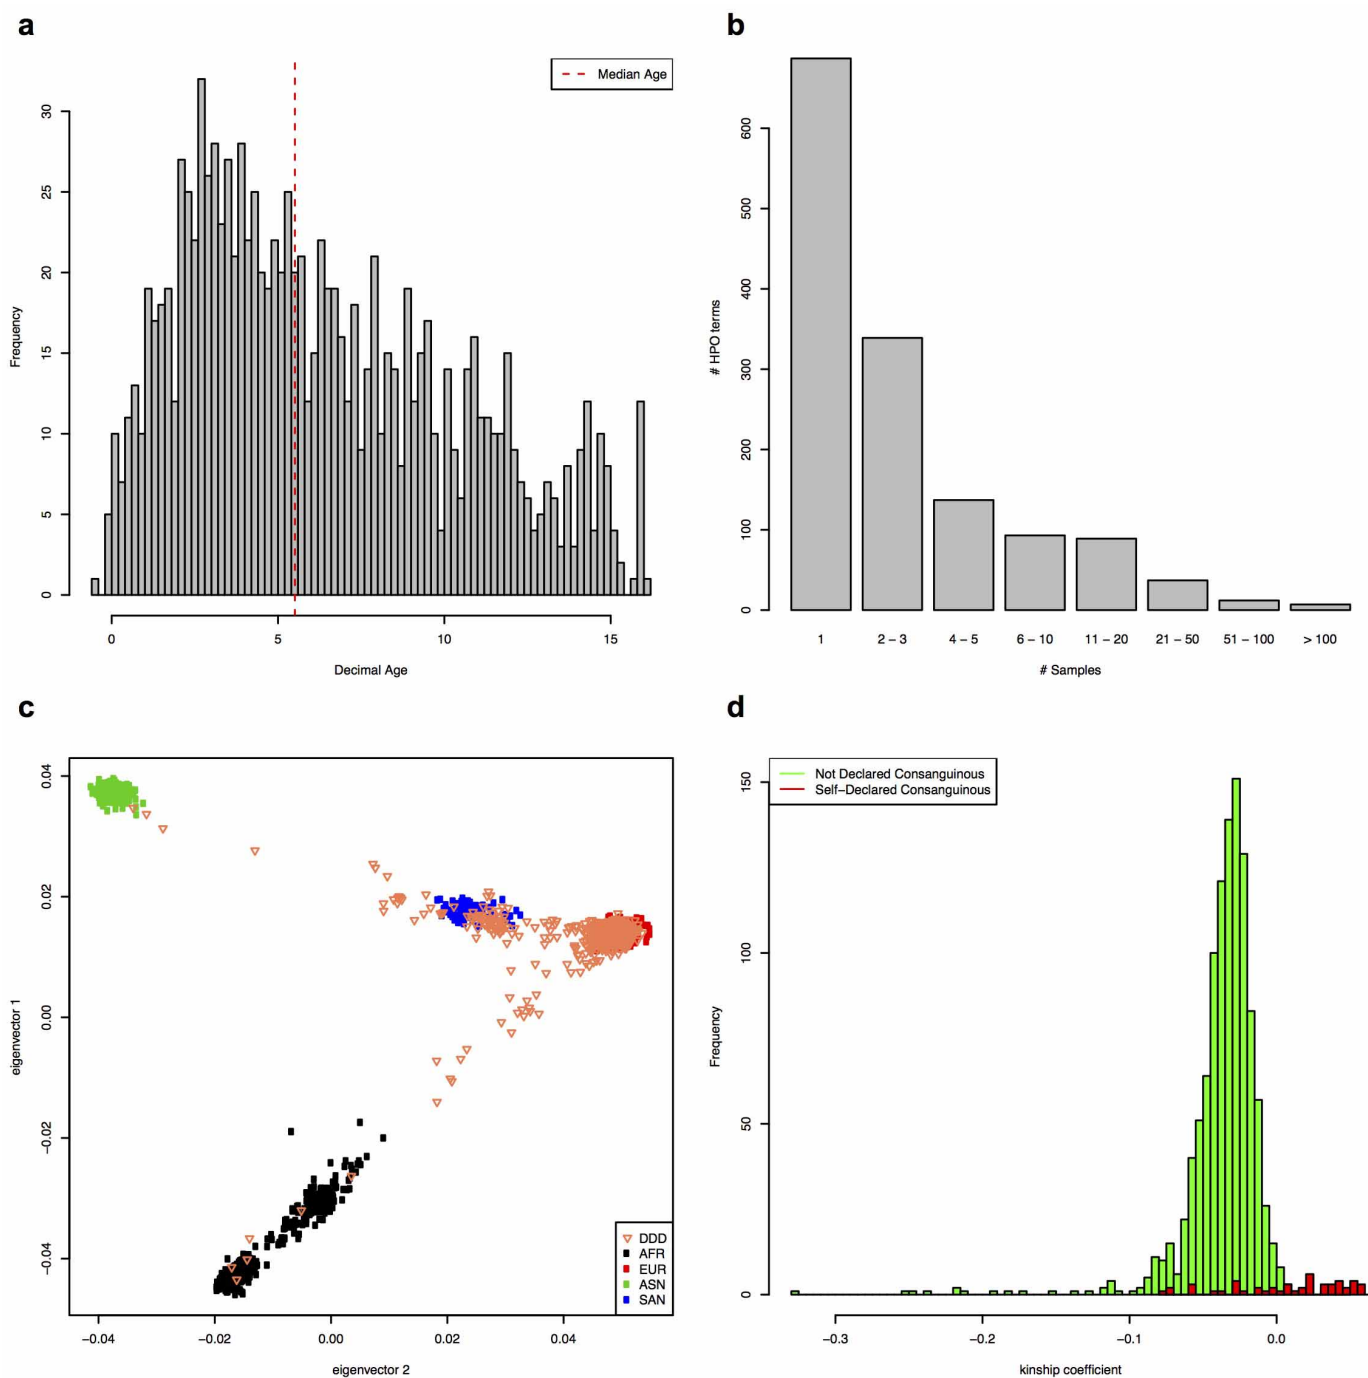 a
Median Age
Frequency
0
5
10
15
20
25
30
0
5
10
15
Decimal Age
b
# HPO terms
0
100
200
300
400
500
600
1
2 – 3
4 – 5
6 – 10
11 – 20
21 – 50
51 – 100
> 100
# Samples
c
eigenvector 1
−0.04
−0.02
0.00
0.02
0.04
DDD
AFR
EUR
ASN
SAN
−0.04
−0.02
0.00
0.02
0.04
eigenvector 2
d
Not Declared Consanguinous
Self−Declared Consanguinous
Frequency
0
50
100
150
−0.3
−0.2
−0.1
0.0
kinship coefficient